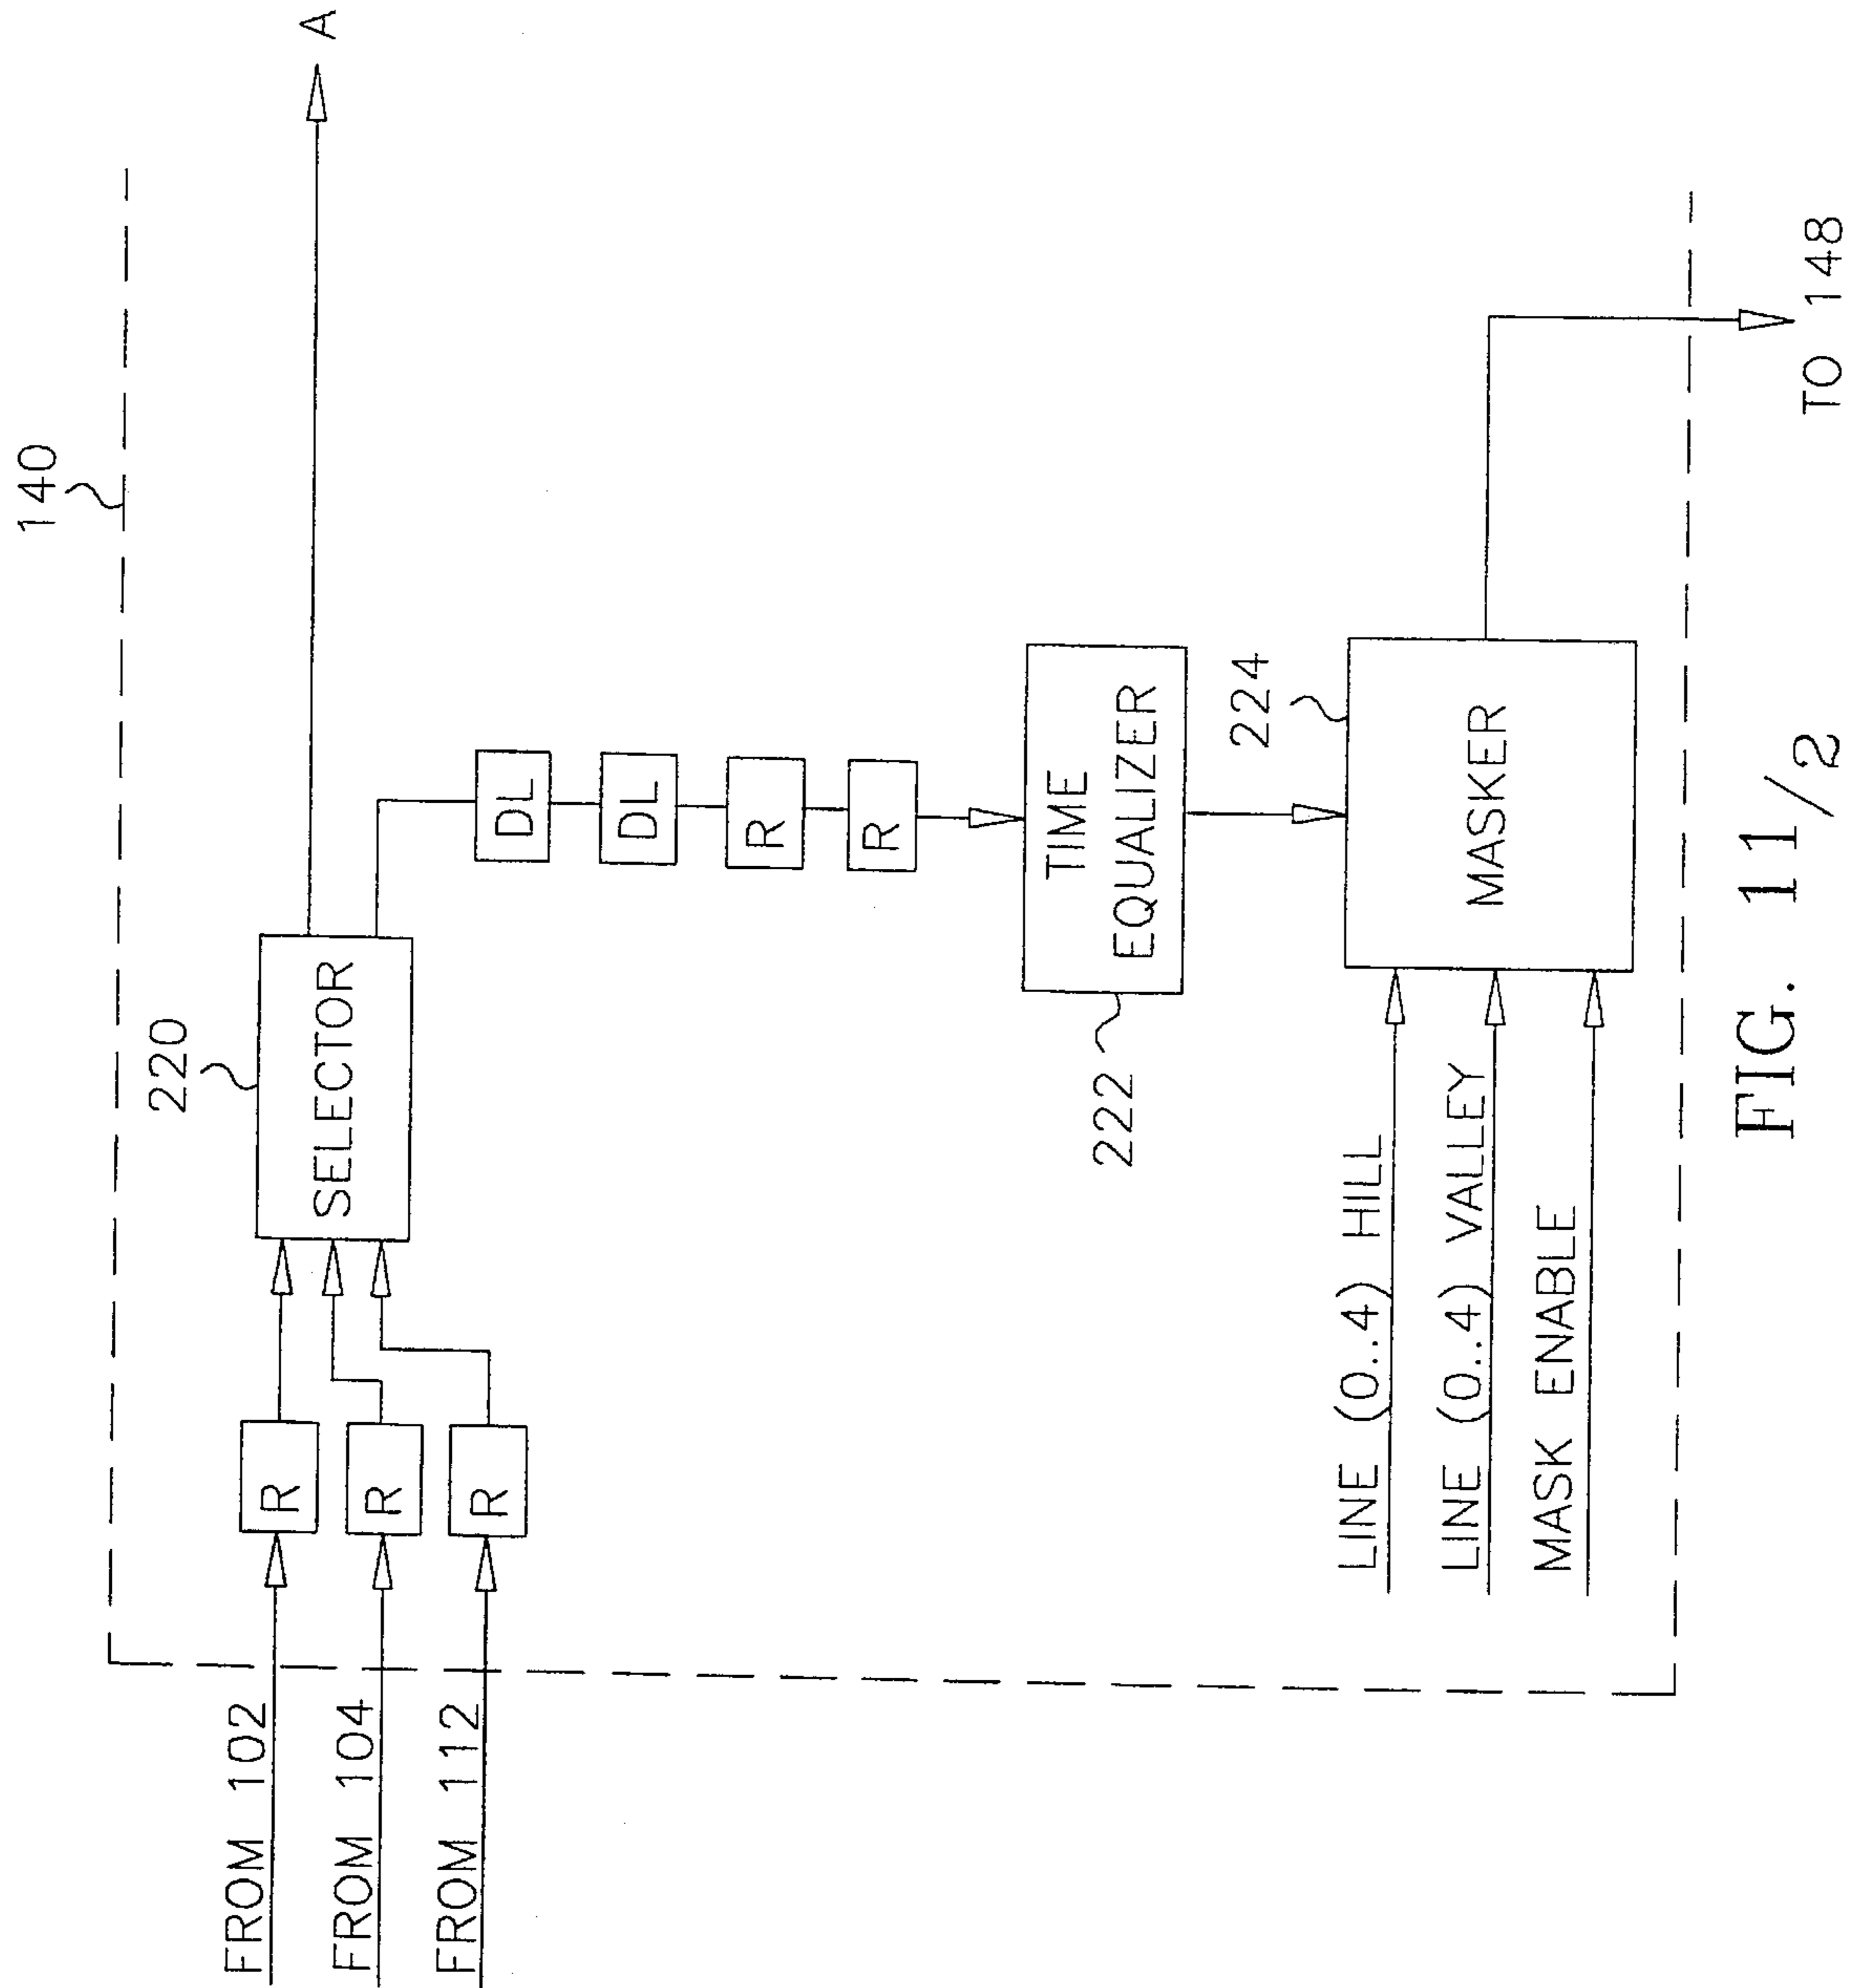 140
A
220
FROM 102
R
SELECTOR
FROM 104
R
FROM 112
R
DL
DL
R
R
222
TIME
EQUALIZER
224
LINE (0..4) HILL
LINE (0..4) VALLEY
MASK ENABLE
MASKER
TO 148
FIG. 11/2